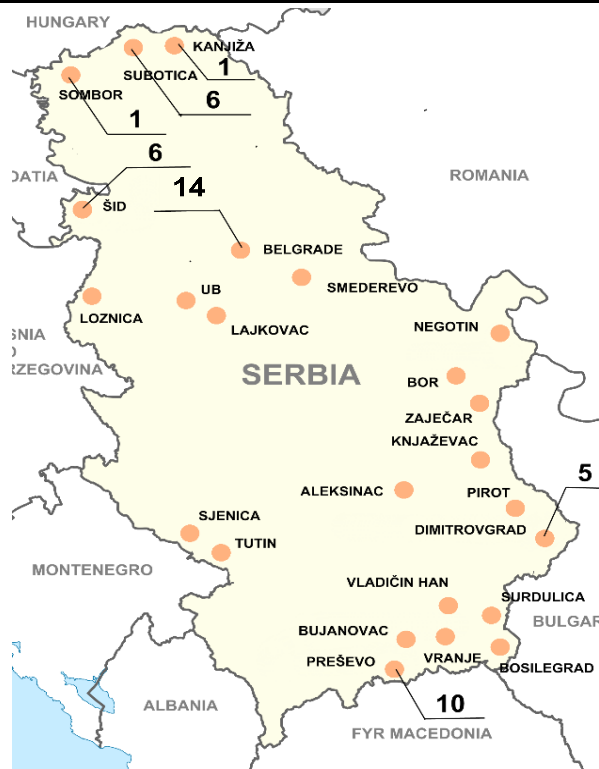 HUNGARY
KANJIŽA
1
SUBOTICA
6
SOMBOR
1
6
OATIA
ROMANIA
14
ŠID
BELGRADE
SMEDEREVO
UB
LOZNICA
LAJKOVAC
NEGOTIN
SNIA
O
RZEGOVINA
SERBIA
BOR
ZAJEČAR
KNJAŽEVAC
5
ALEKSINAC
PIROT
SJENICA
DIMITROVGRAD
TUTIN
MONTENEGRO
VLADIČIN HAN
SURDULICA
BULGAR
BUJANOVAC
VRANJE
PREŠEVO
BOSILEGRAD
10
ALBANIA
FYR MACEDONIA